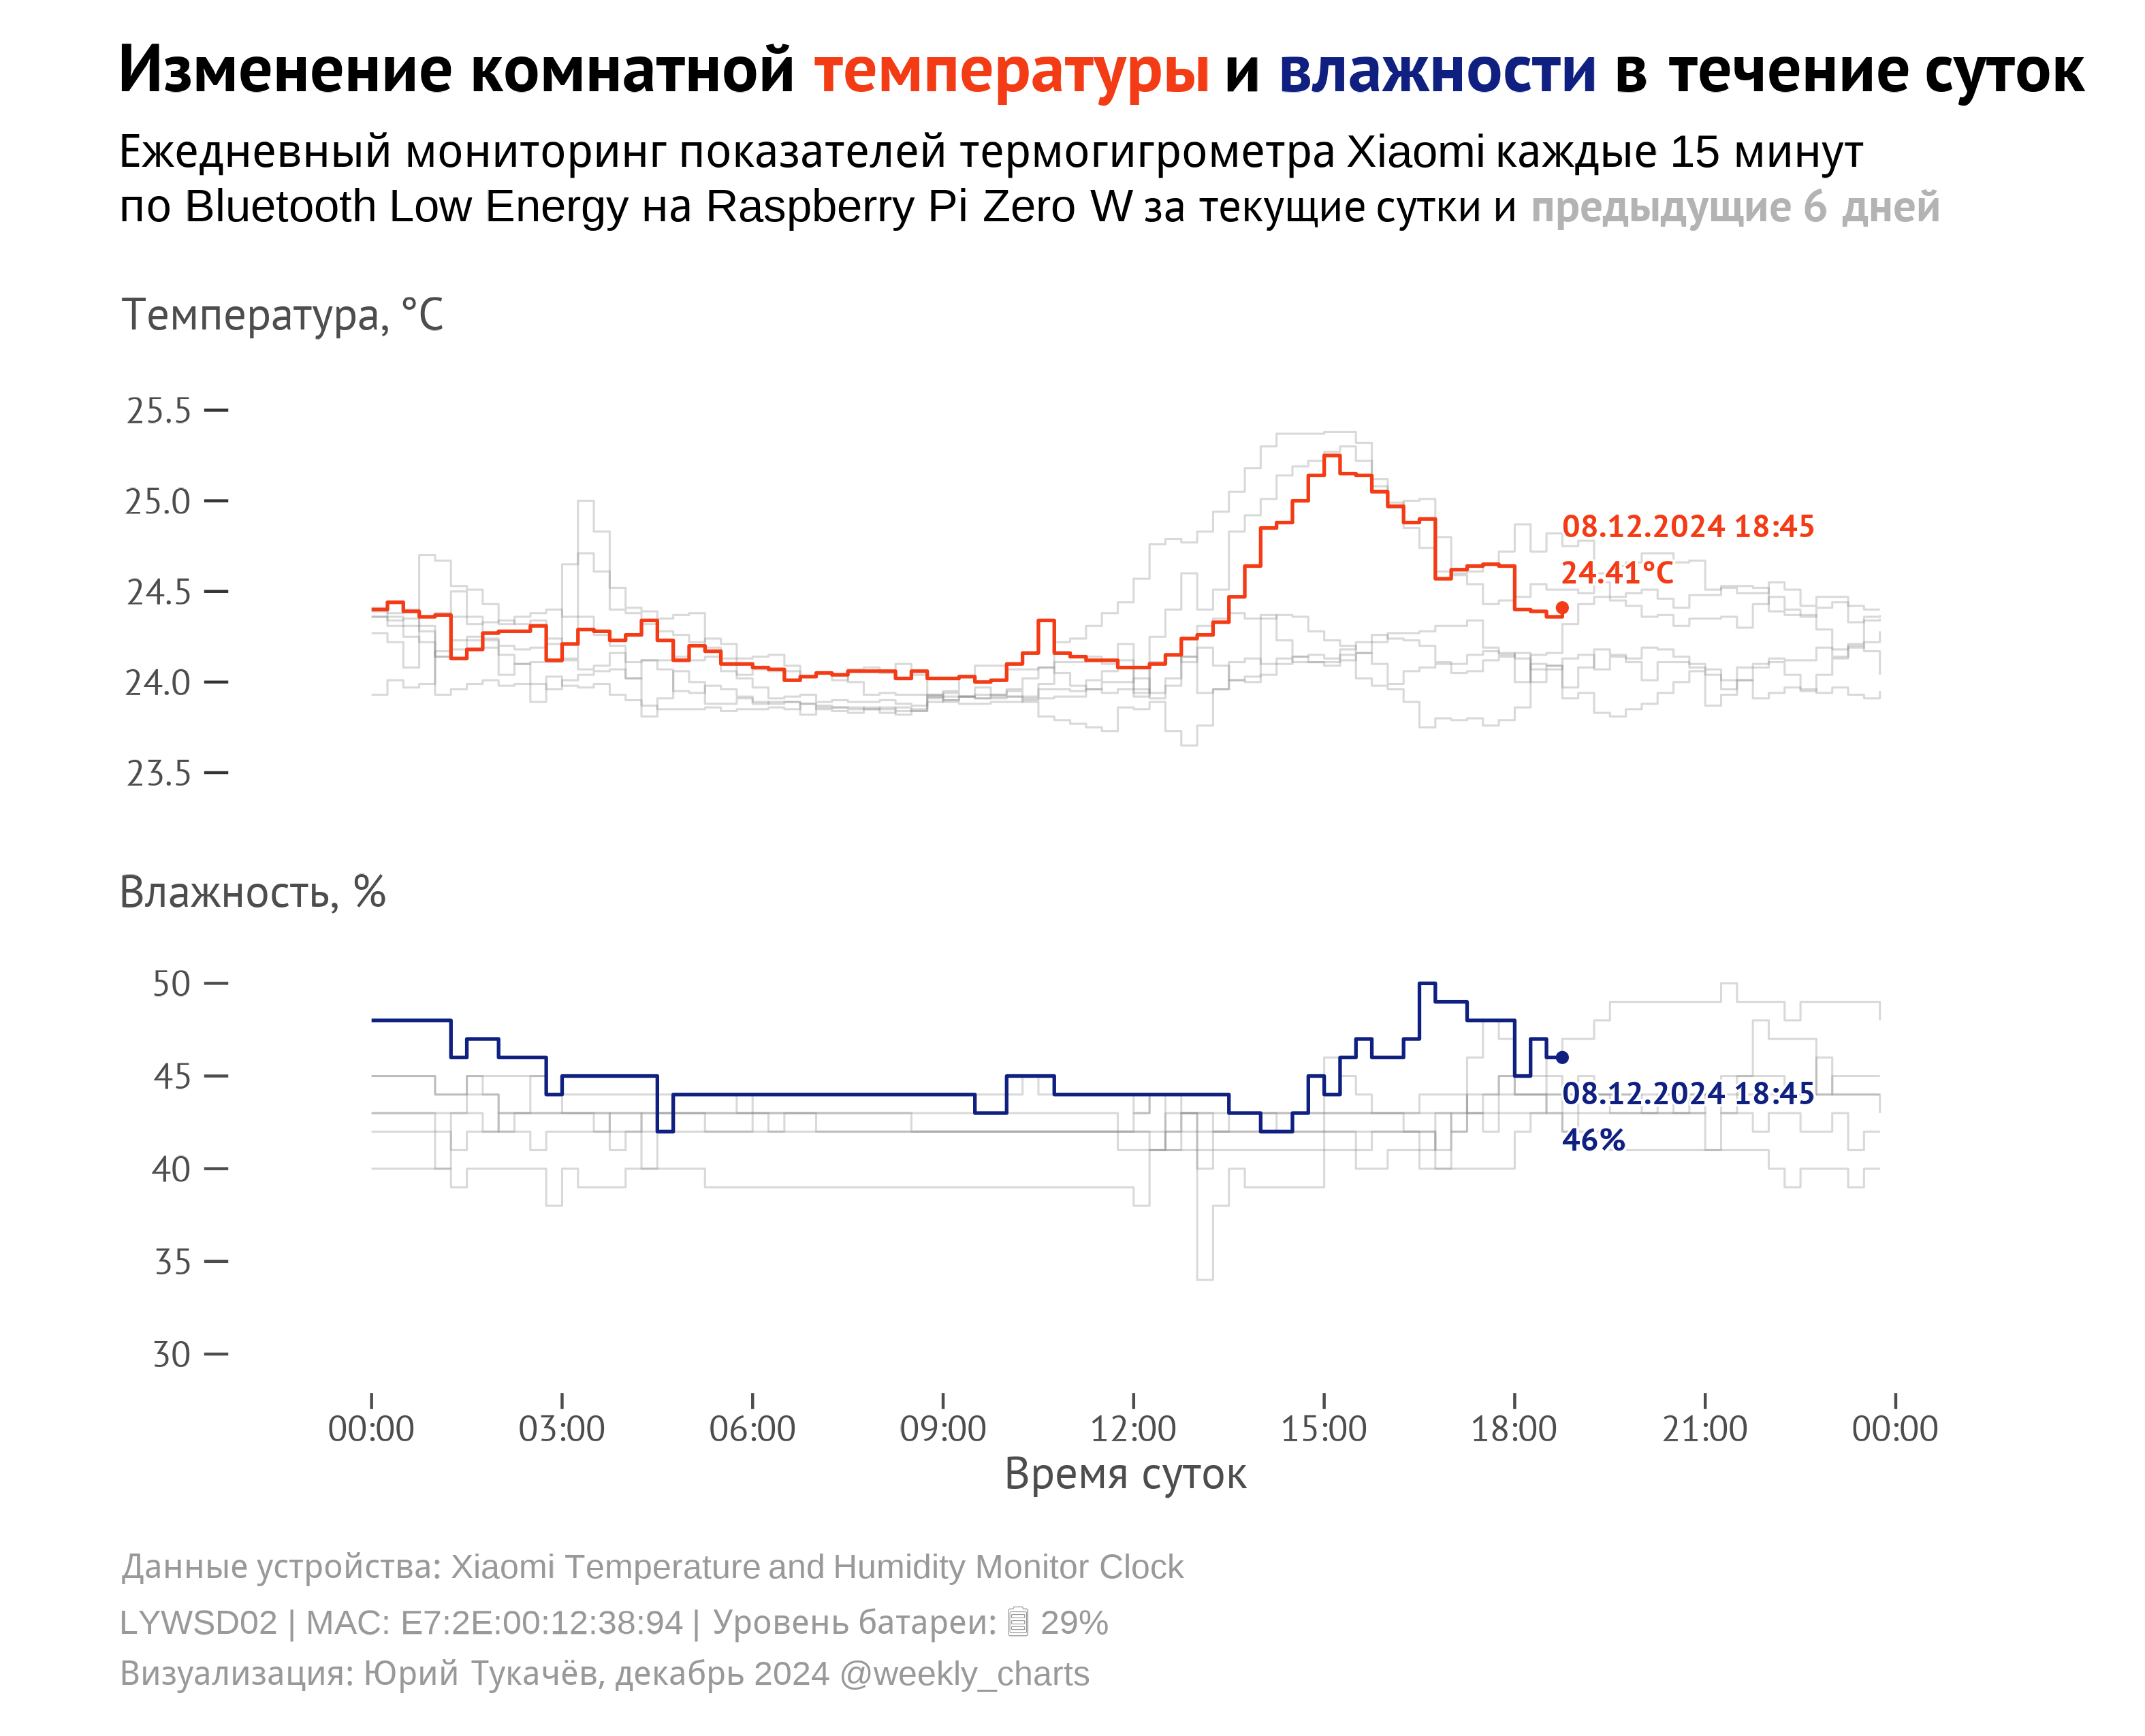 Изменение комнатной температуры и влажности в течение суток
Ежедневный мониторинг показателей термогигрометра Xiaomi каждые 15 минут
по Bluetooth Low Energy на Raspberry Pi Zero W за текущие сутки и предыдущие 6 дней
Температура, °C
25.5
25.0
24.5
24.0
23.5
08.12.2024 18:45
24.41°C
Влажность, %
50
45
40
35
30
08.12.2024 18:45
46%
00:00 03:00 06:00 09:00 12:00 15:00 18:00 21:00 00:00
Время суток
Данные устройства: Xiaomi Temperature and Humidity Monitor Clock
LYWSD02 | MAC: E7:2E:00:12:38:94 | Уровень батареи: 29%
Визуализация: Юрий Тукачёв, декабрь 2024 @weekly_charts